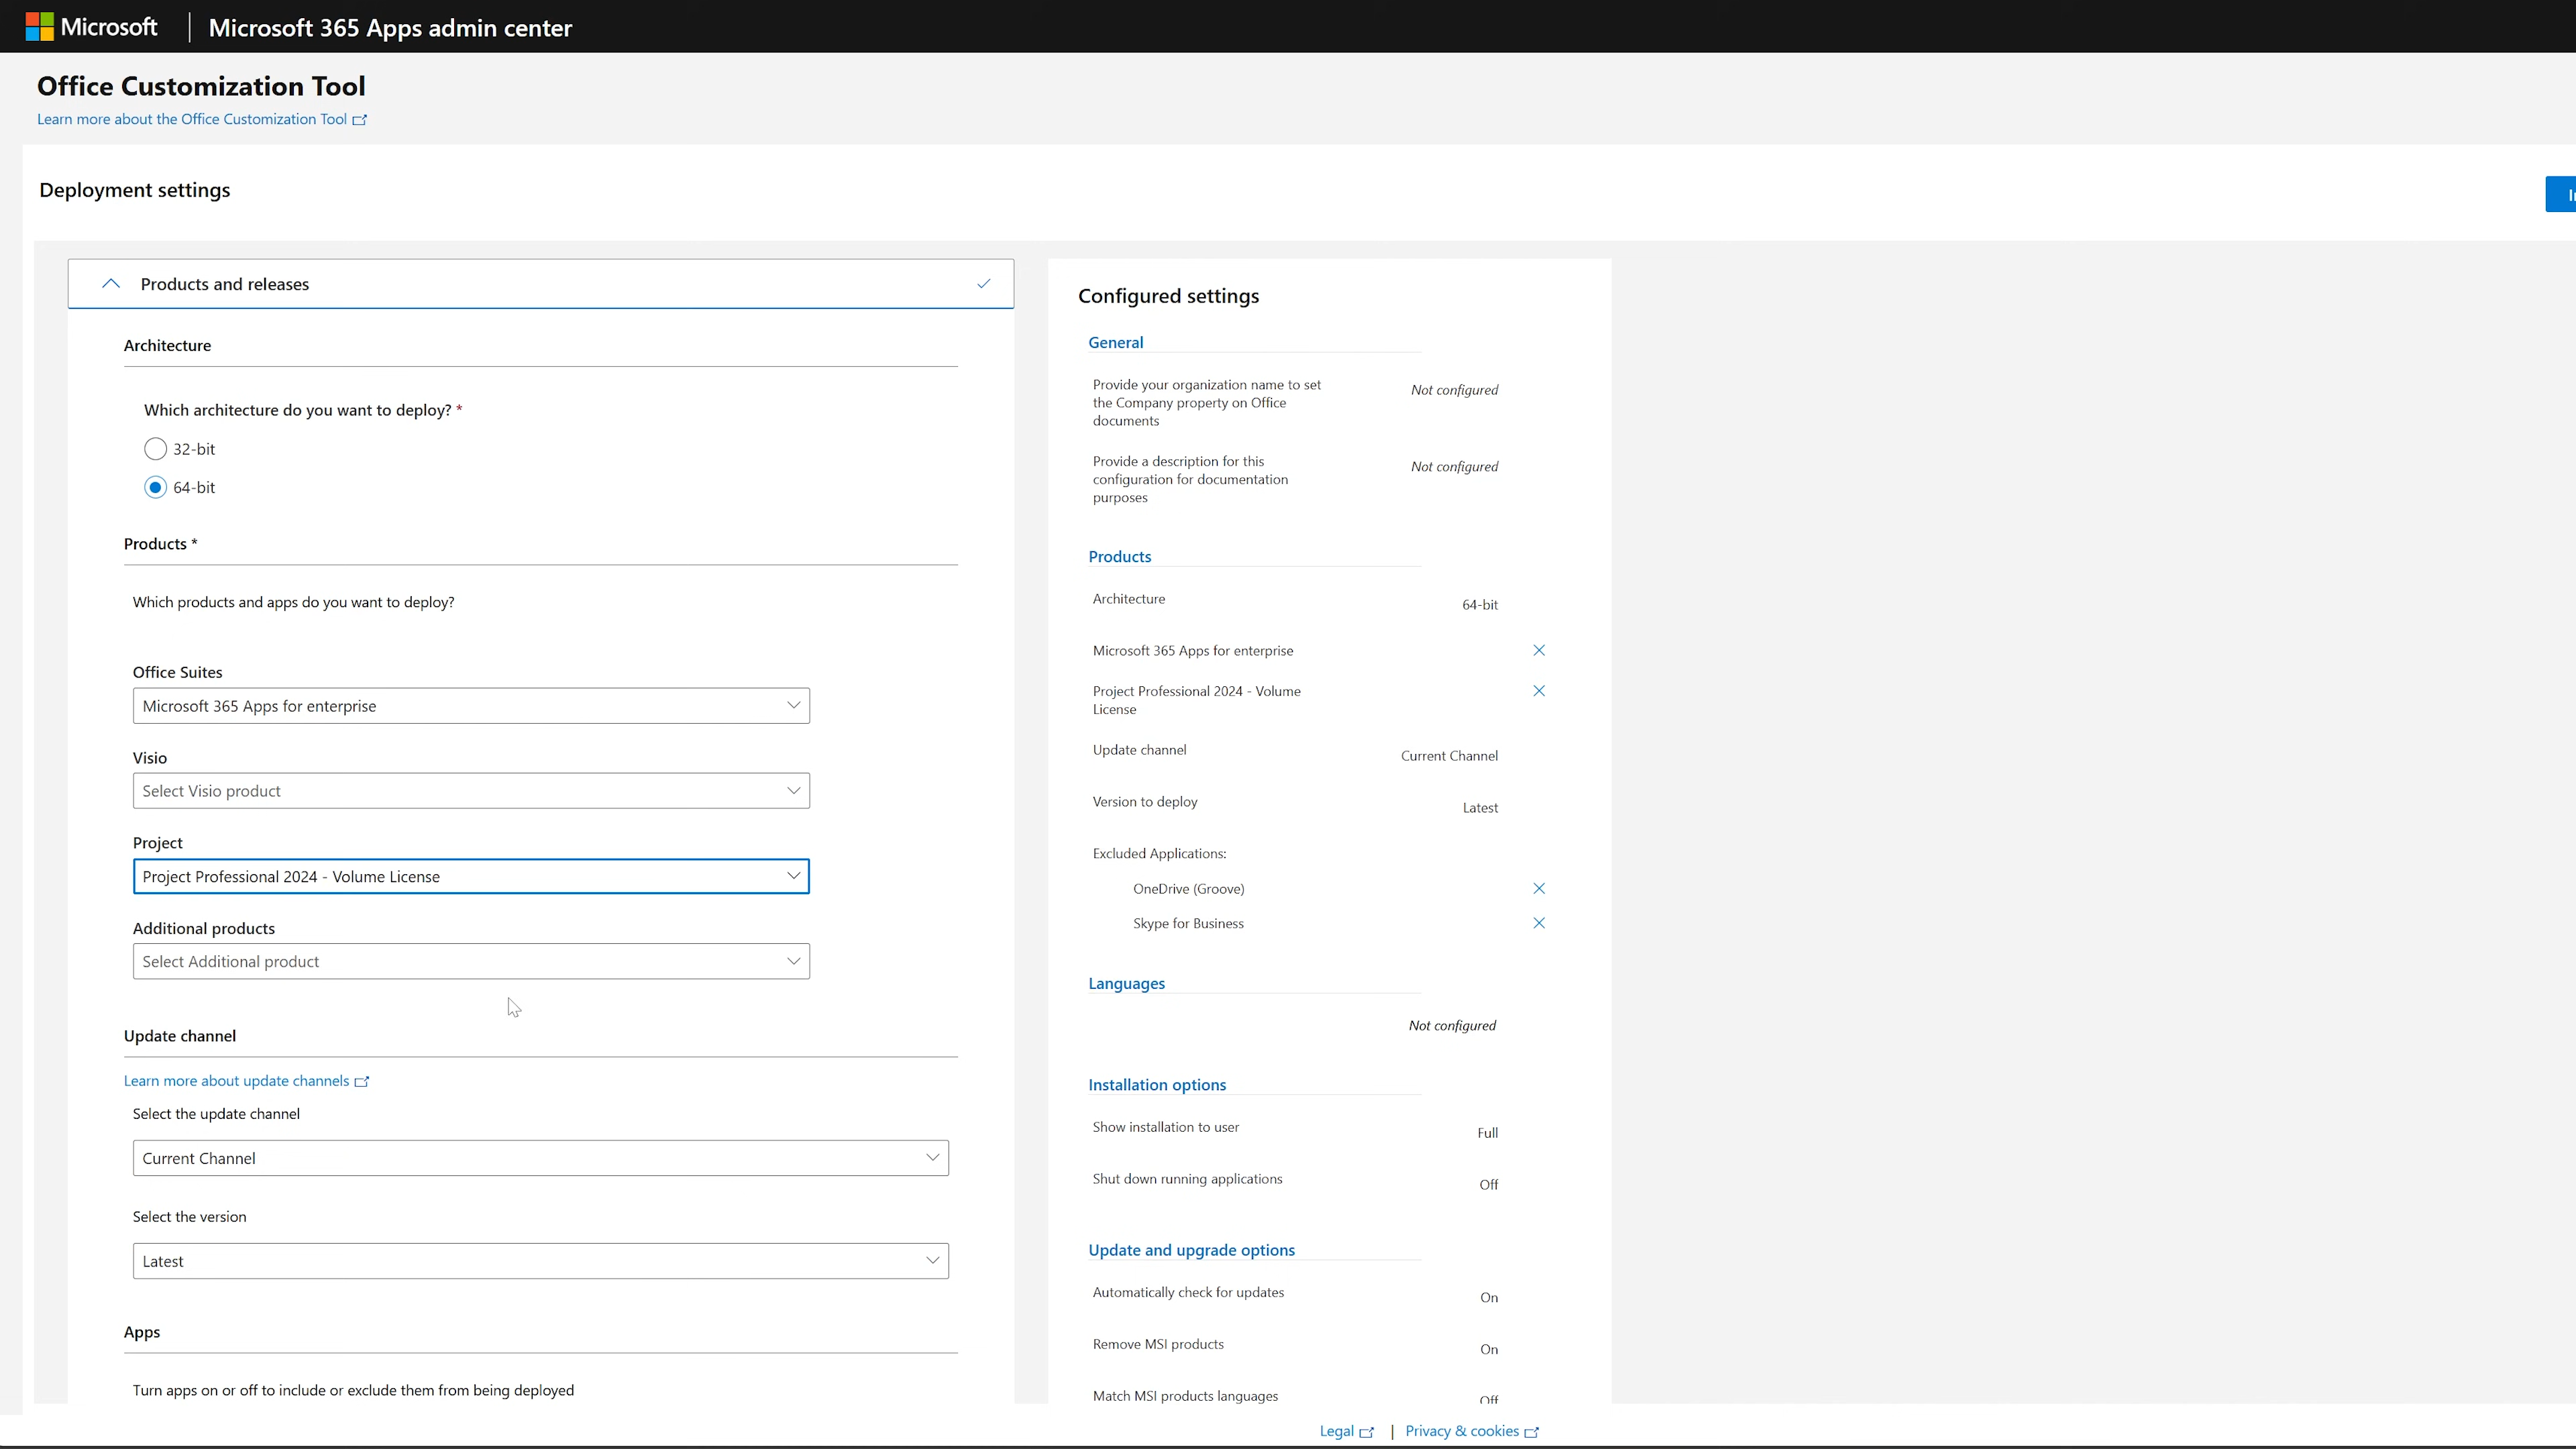 Microsoft | Microsoft 365 Apps admin center
Office Customization Tool
Learn more about the Office Customization Tool
Deployment settings
Products and releases
Architecture
Which architecture do you want to deploy? *
32-bit
64-bit
Products *
Which products and apps do you want to deploy?
Office Suites
Microsoft 365 Apps for enterprise
Visio
Select Visio product
Project
Project Professional 2024 - Volume License
Additional products
Select Additional product
Update channel
Learn more about update channels
Select the update channel
Current Channel
Select the version
Latest
Apps
Turn apps on or off to include or exclude them from being deployed
Configured settings
General
Provide your organization name to set
the Company property on Office
documents
Not configured
Provide a description for this
configuration for documentation
purposes
Not configured
Products
Architecture
64-bit
Microsoft 365 Apps for enterprise
Project Professional 2024 - Volume
License
Update channel
Current Channel
Version to deploy
Latest
Excluded Applications:
OneDrive (Groove)
Skype for Business
Languages
Not configured
Installation options
Show installation to user
Full
Shut down running applications
Off
Update and upgrade options
Automatically check for updates
On
Remove MSI products
On
Match MSI products languages
Off
Legal | Privacy & cookies